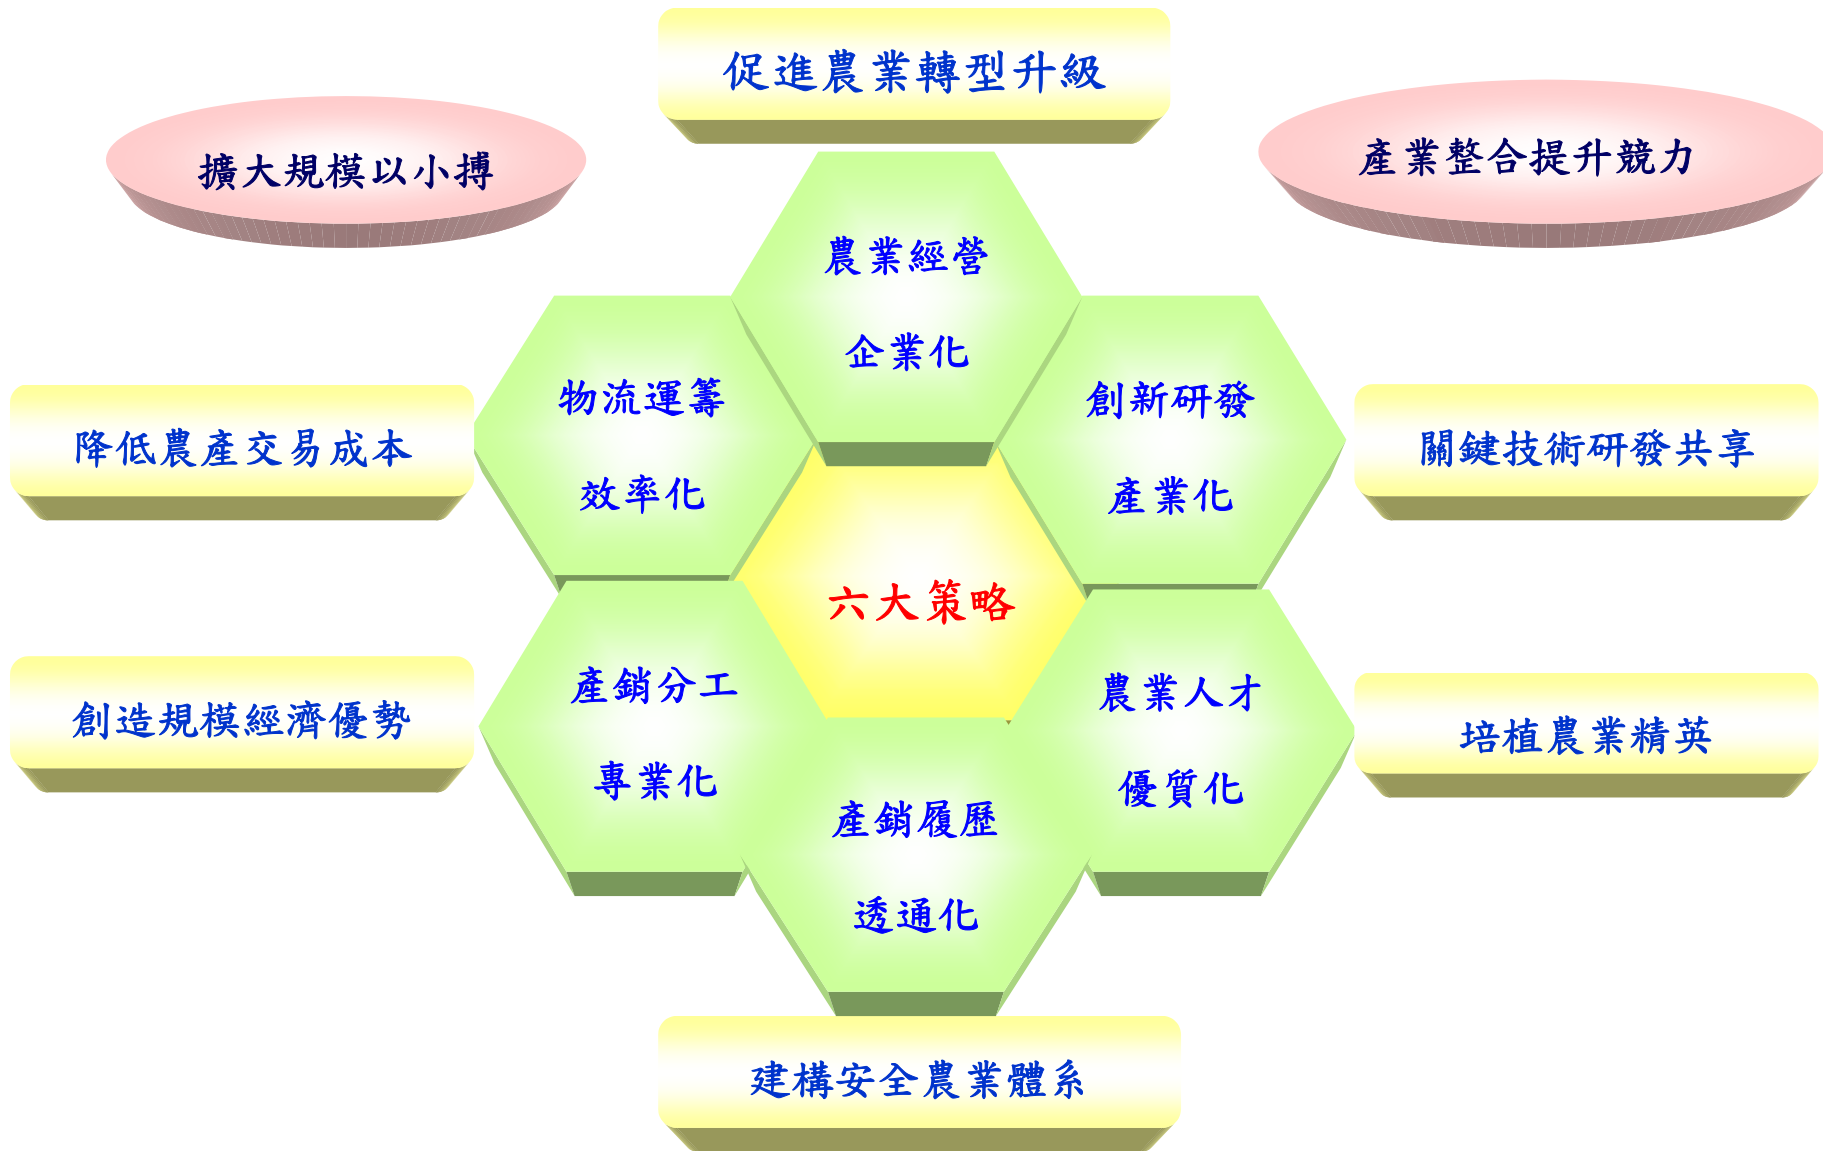 促進農業轉型升級
擴大規模以小搏
產業整合提升競力
農業經營
企業化
物流運籌
效率化
創新研發
產業化
降低農產交易成本
關鍵技術研發共享
六大策略
產銷分工
專業化
農業人才
優質化
創造規模經濟優勢
培植農業精英
產銷履歷
透通化
建構安全農業體系